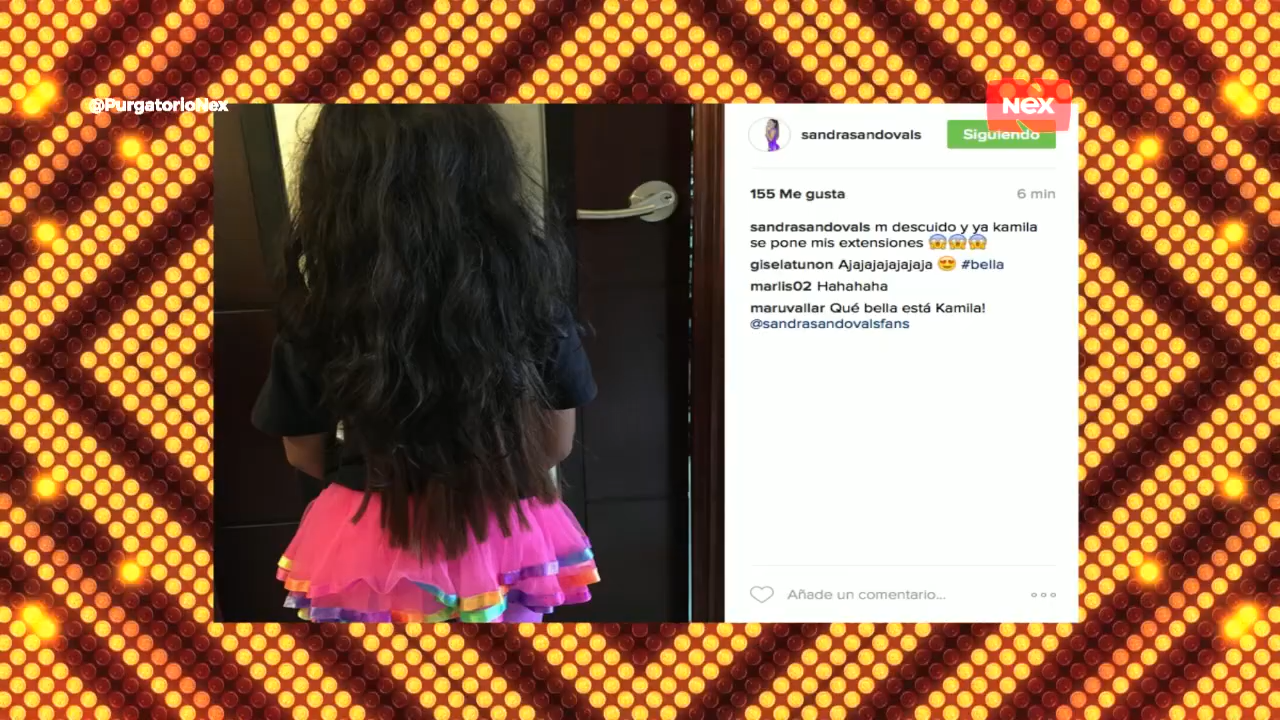 @PurgatorioNex
nex
sandrasandovals
Siguiendo
155 Me gusta
6 min
sandrasandovals m descuido y ya kamila
se pone mis extensiones 😱😱😱
giselatunon Ajajajajajajaja 😍 #bella
marlis02 Hahahaha
maruvallar Qué bella está Kamila!
@sandrasandovalsfans
Añade un comentario...